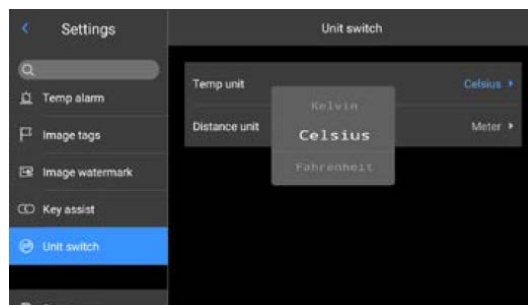 Settings
Unit switch
Temp alarm
Image tags
Image watermark
Key assist
Unit switch
Temp unit
Celsius
Distance unit
Meter
Kelvin
Celsius
Fahrenheit